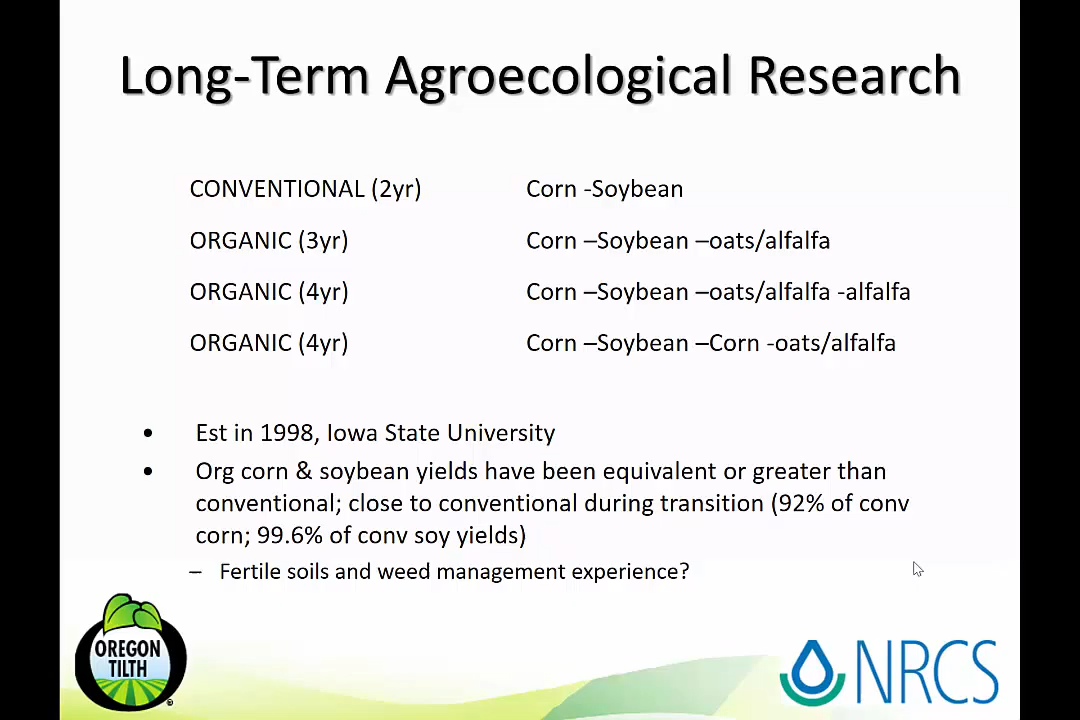 Long-Term Agroecological Research
CONVENTIONAL (2yr) Corn -Soybean
ORGANIC (3yr) Corn –Soybean –oats/alfalfa
ORGANIC (4yr) Corn –Soybean –oats/alfalfa -alfalfa
ORGANIC (4yr) Corn –Soybean –Corn -oats/alfalfa
• Est in 1998, Iowa State University
• Org corn & soybean yields have been equivalent or greater than
conventional; close to conventional during transition (92% of conv
corn; 99.6% of conv soy yields)
– Fertile soils and weed management experience?
OREGON
TILTH
NRCS